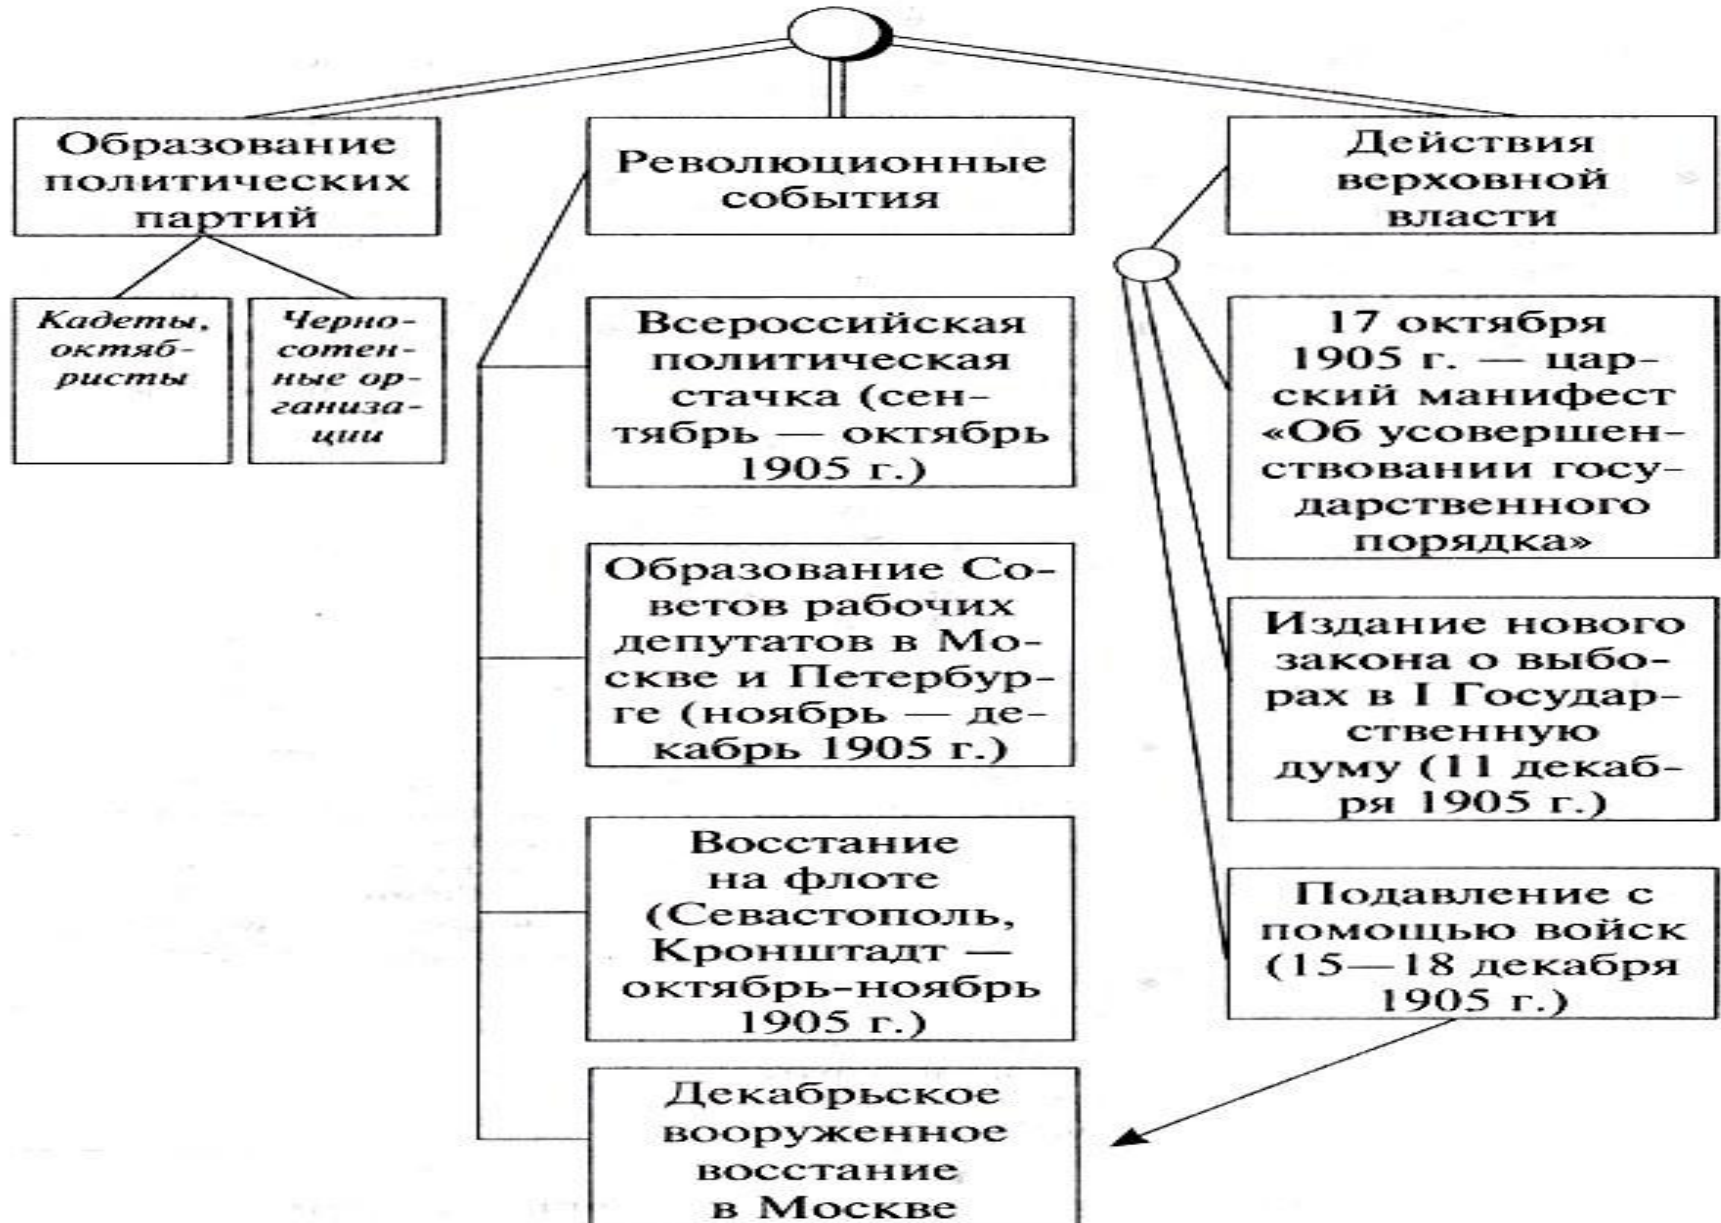 Образование
политических
партий
Кадеты,
октяб-
ристы
Черно-
сотен-
ные ор-
ганиза-
ции
Революционные
события
Всероссийская
политическая
стачка (сен-
тябрь — октябрь
1905 г.)
Образование Со-
ветов рабочих
депутатов в Мо-
скве и Петербур-
ге (ноябрь — де-
кабрь 1905 г.)
Восстание
на флоте
(Севастополь,
Кронштадт —
октябрь-ноябрь
1905 г.)
Декабрьское
вооруженное
восстание
в Москве
Действия
верховной
власти
17 октября
1905 г. — цар-
ский манифест
«Об усовершен-
ствовании госу-
дарственного
порядка»
Издание нового
закона о выбо-
рах в I Государ-
ственную
думу (11 декаб-
ря 1905 г.)
Подавление с
помощью войск
(15—18 декабря
1905 г.)